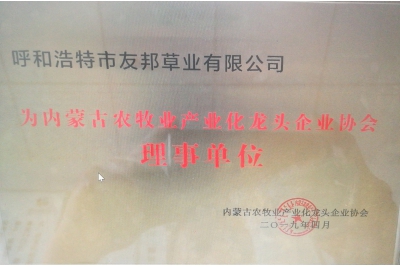 呼和浩特市友邦草业有限公司
为内蒙古农牧业产业化龙头企业协会
理事单位
内蒙古农牧业产业化龙头企业协会
二〇一九年四月